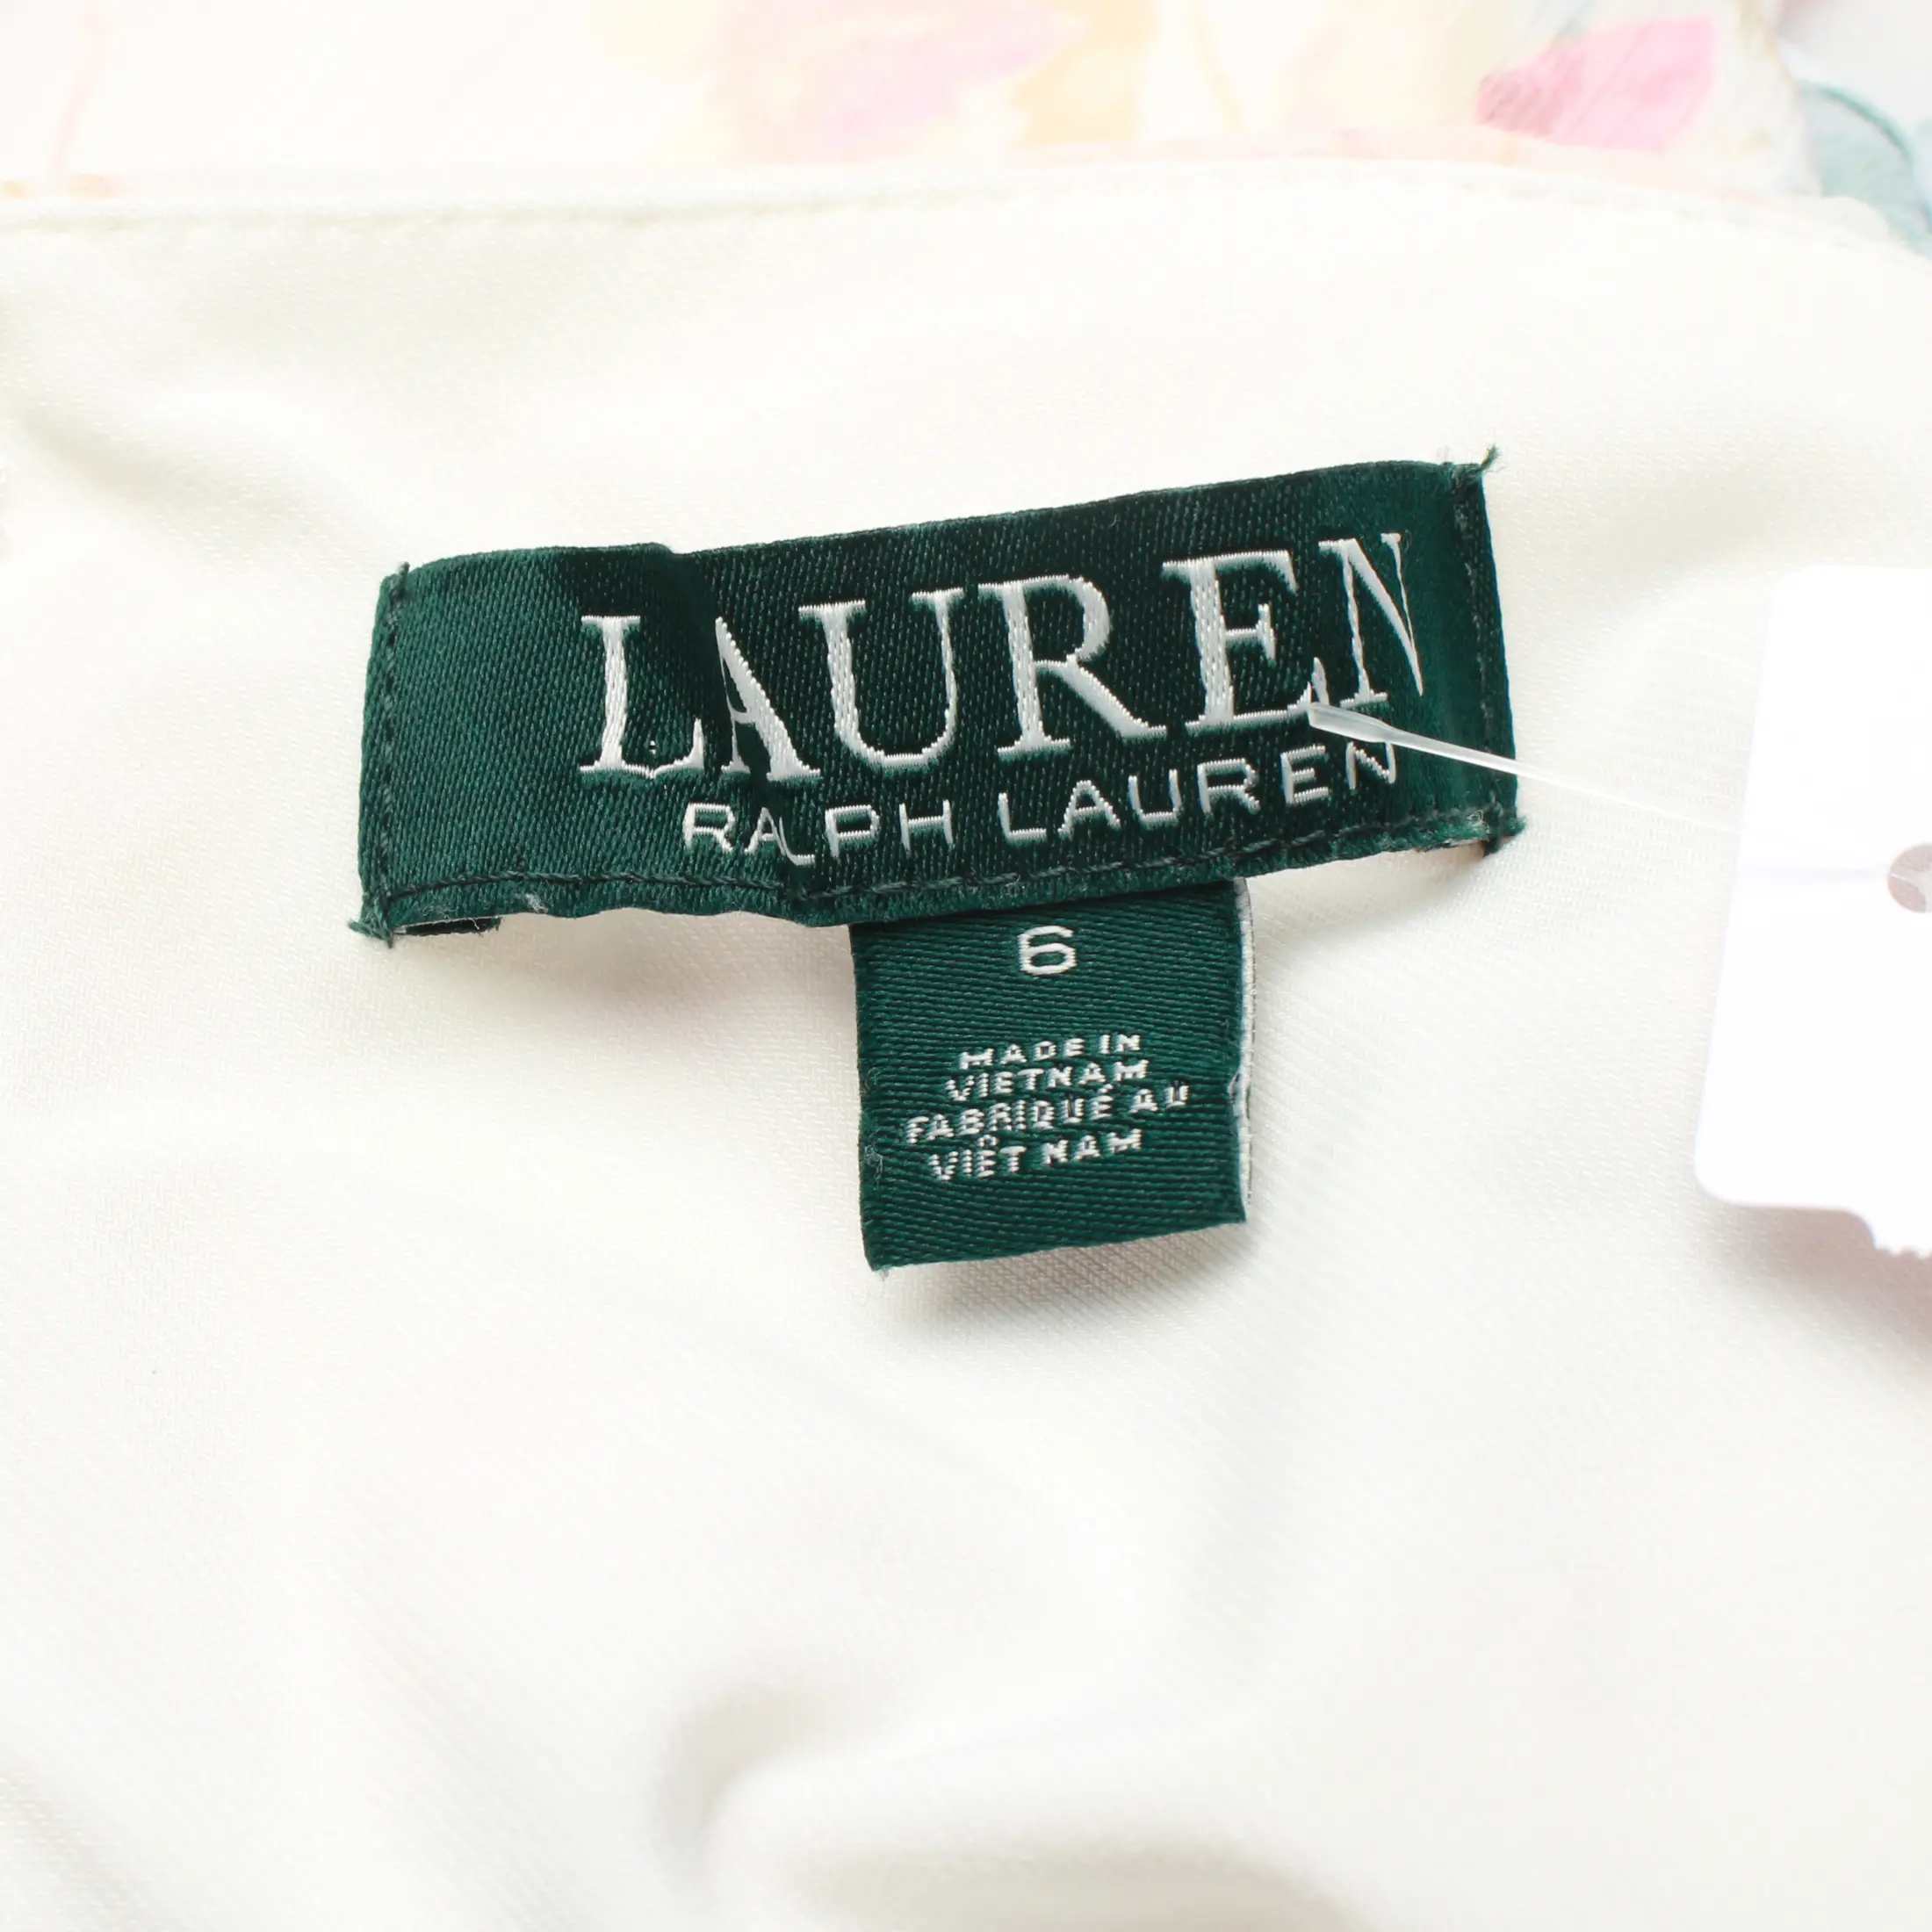 LAUREN
RALPH LAUREN
6
MADE IN
VIETNAM
FABRIQUÉ AU
VIÊT NAM